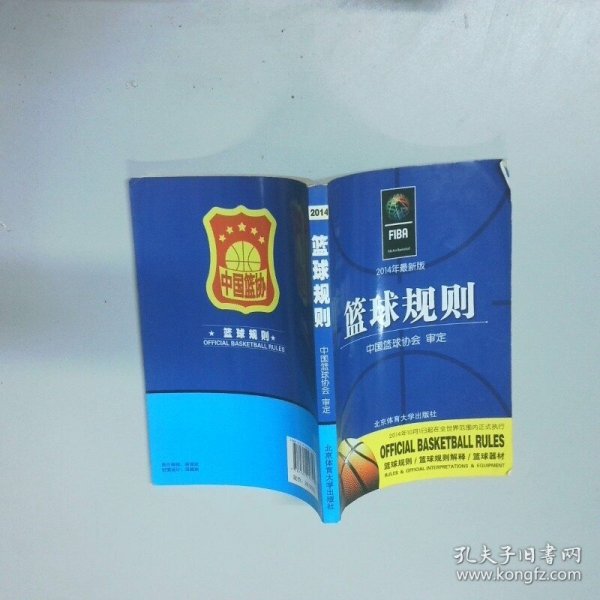 中国篮协
★ 篮球规则 ★
OFFICIAL BASKETBALL RULES
2014
篮球规则
中国篮球协会 审定
北京体育大学出版社
FIBA
2014年最新版
篮球规则
中国篮球协会 审定
北京体育大学出版社
2014年10月1日起在全世界范围内正式执行
OFFICIAL BASKETBALL RULES
篮球规则 / 篮球规则解释 / 篮球器材
RULES & OFFICIAL INTERPRETATIONS & EQUIPMENT
孔夫子旧书网
www.kongfz.com